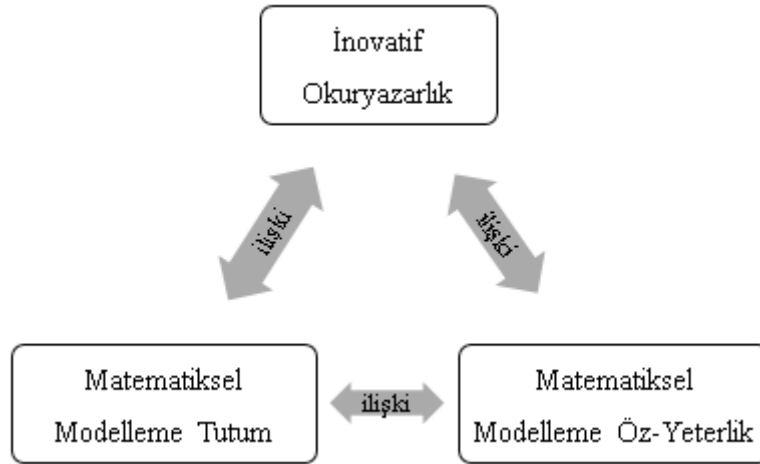 İnovatif
Okuryazarlık
ilişki
ilişki
Matematiksel
Modelleme Tutum
ilişki
Matematiksel
Modelleme Öz-Yeterlik